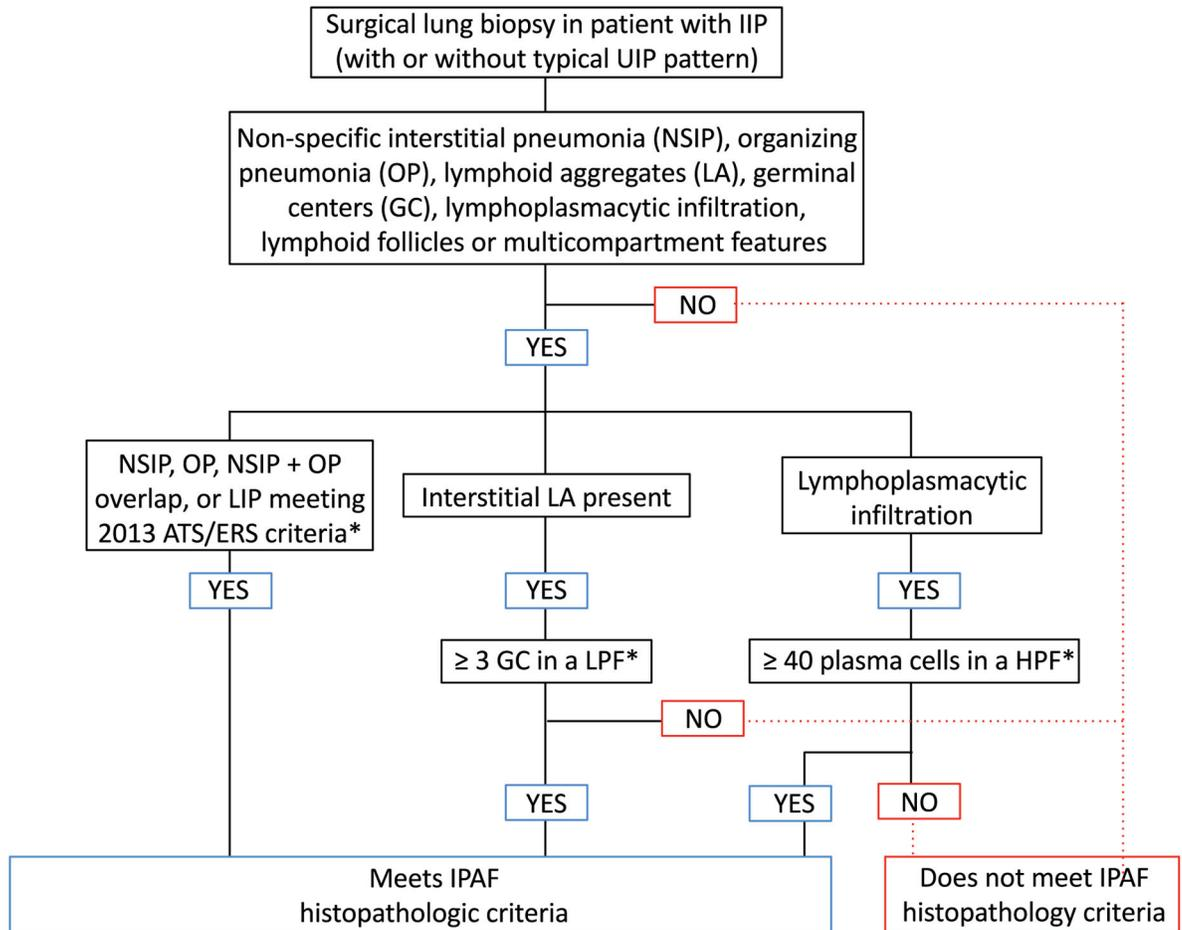 Surgical lung biopsy in patient with IIP
(with or without typical UIP pattern)
Non-specific interstitial pneumonia (NSIP), organizing
pneumonia (OP), lymphoid aggregates (LA), germinal
centers (GC), lymphoplasmacytic infiltration,
lymphoid follicles or multicompartment features
NO
YES
NSIP, OP, NSIP + OP
overlap, or LIP meeting
2013 ATS/ERS criteria*
Interstitial LA present
Lymphoplasmacytic
infiltration
YES
YES
YES
≥ 3 GC in a LPF*
≥ 40 plasma cells in a HPF*
NO
YES
YES
NO
Meets IPAF
histopathologic criteria
Does not meet IPAF
histopathology criteria